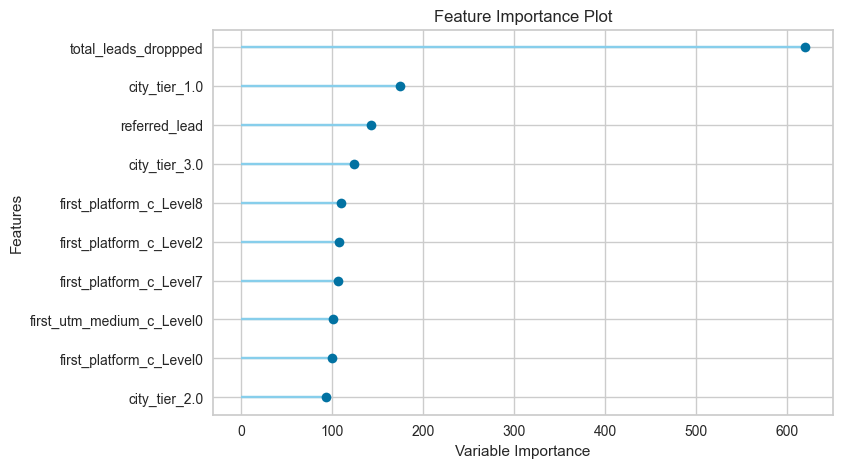 Feature Importance Plot
total_leads_droppped
city_tier_1.0
referred_lead
city_tier_3.0
first_platform_c_Level8
first_platform_c_Level2
first_platform_c_Level7
first_utm_medium_c_Level0
first_platform_c_Level0
city_tier_2.0
Features
0 100 200 300 400 500 600
Variable Importance